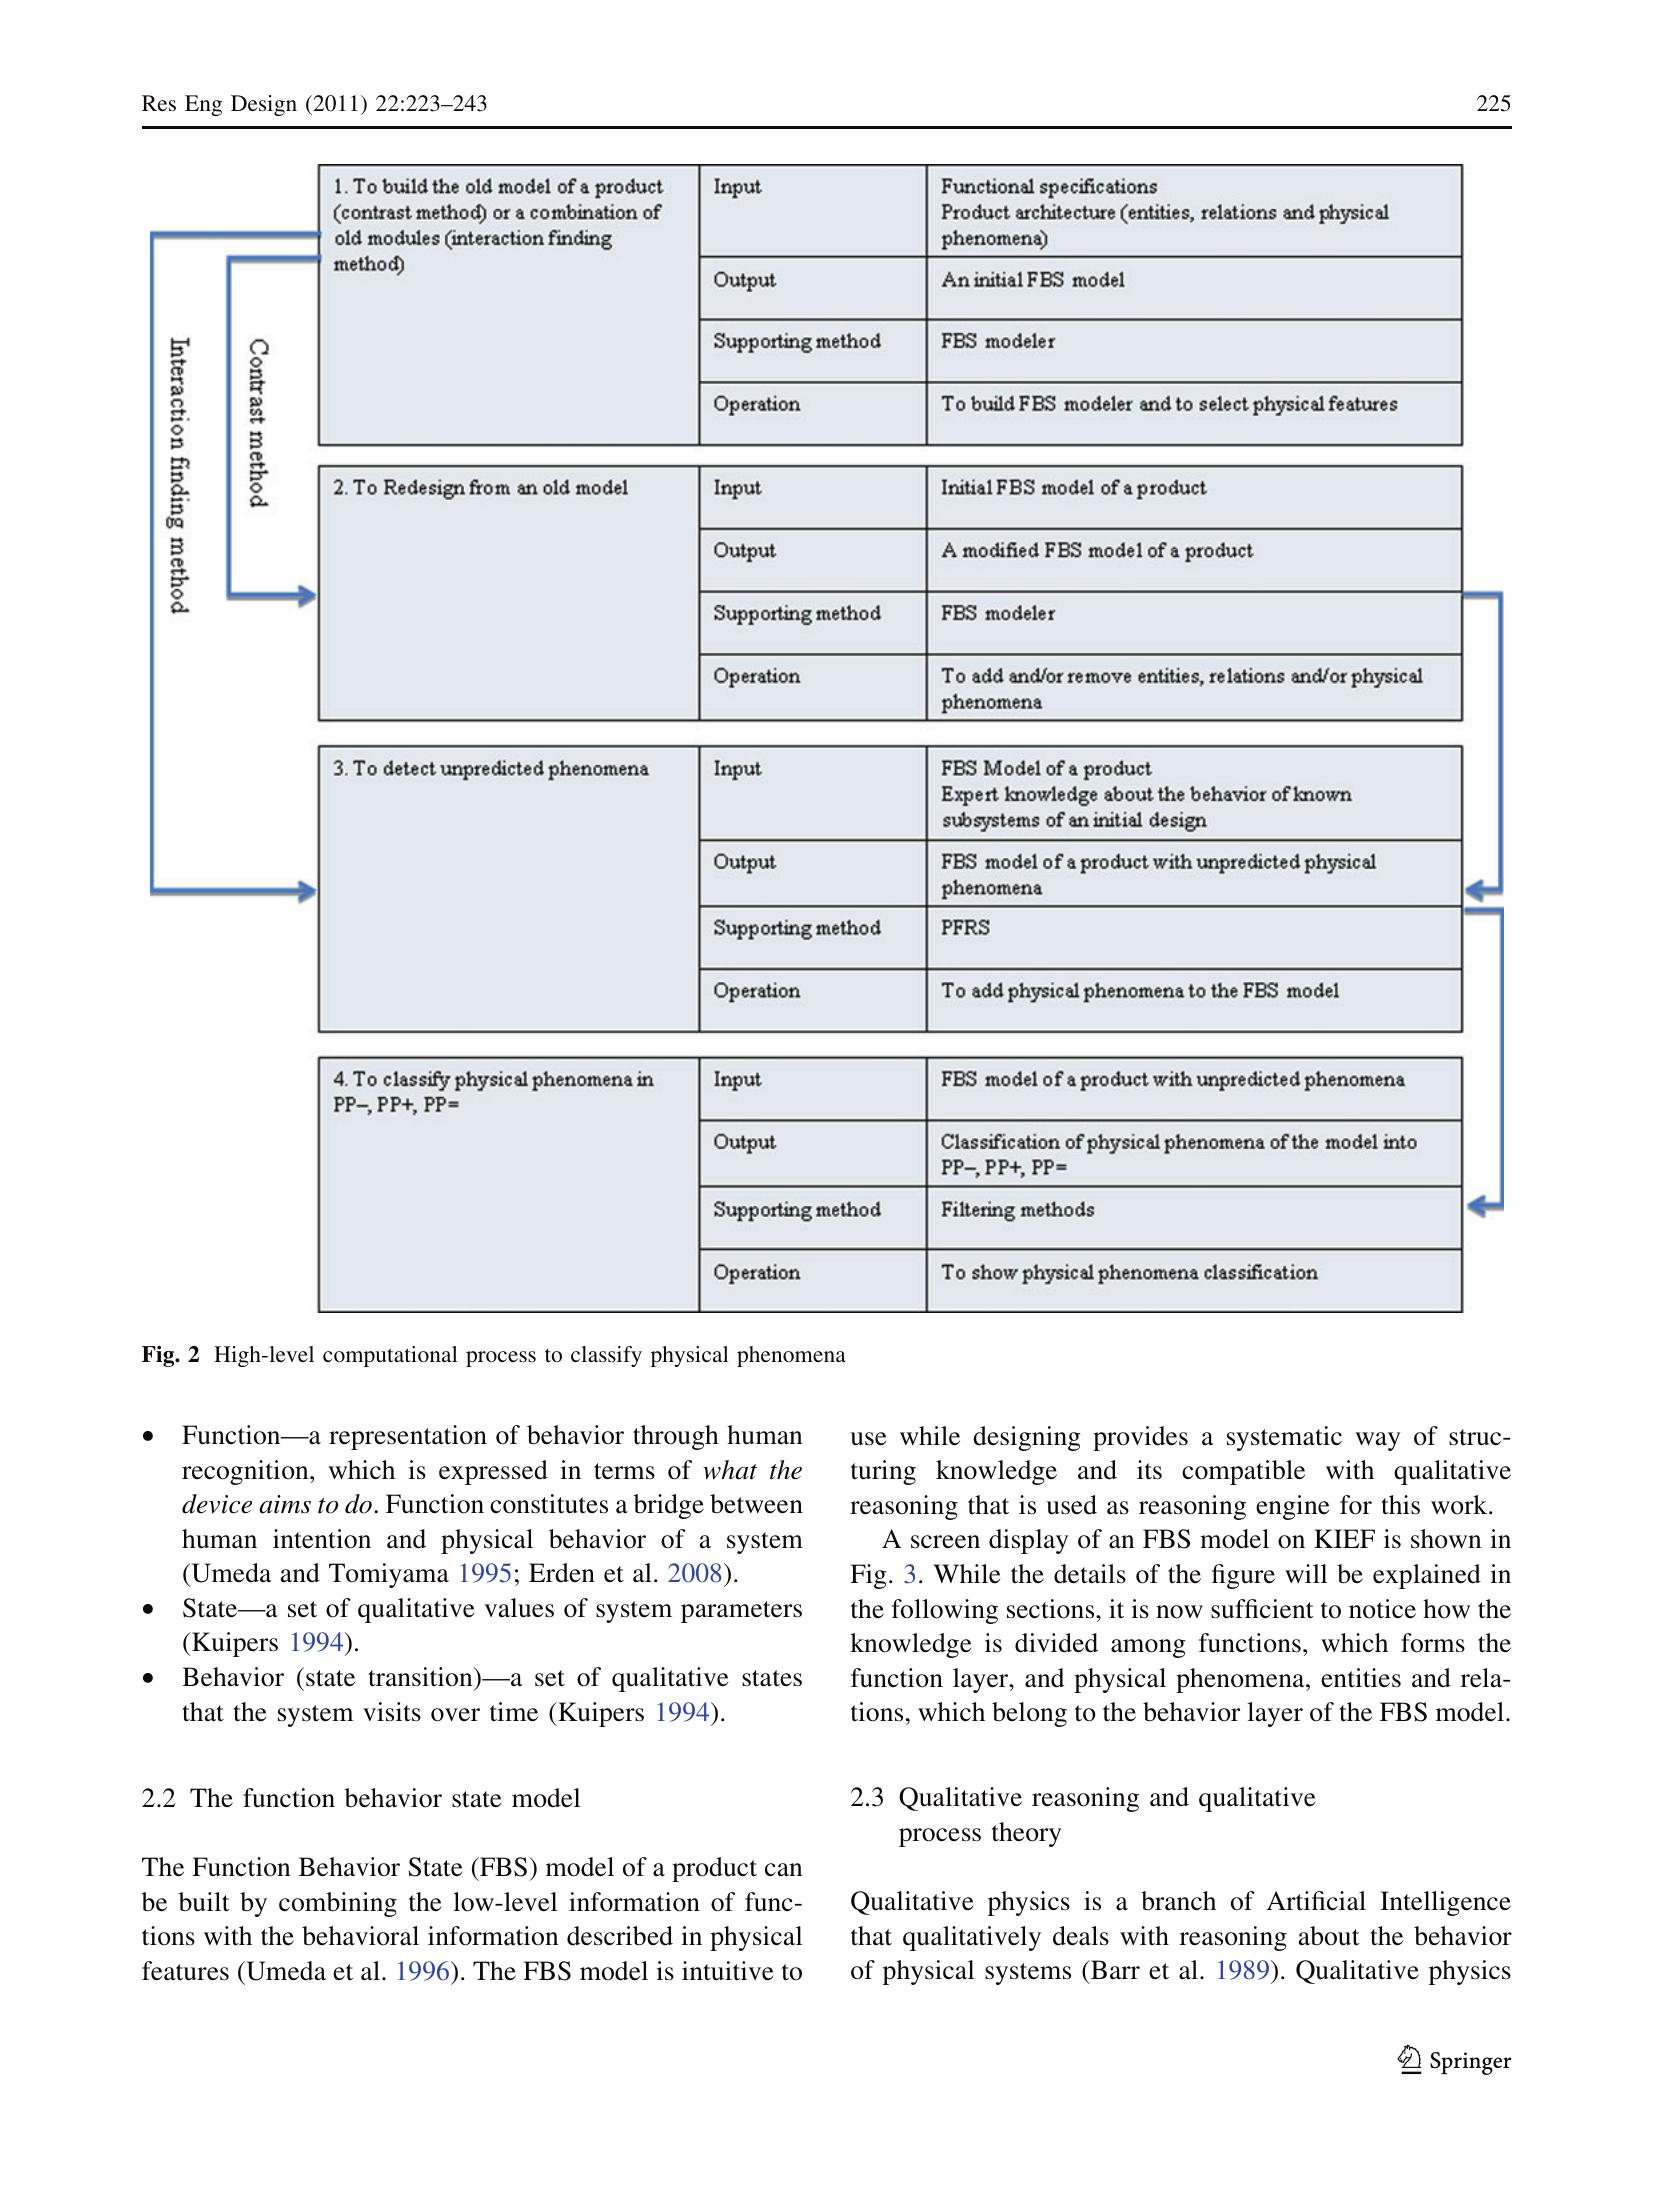 Res Eng Design (2011) 22:223–243
225
1. To build the old model of a product
(contrast method) or a combination of
old modules (interaction finding
method)
Input
Functional specifications
Product architecture (entities, relations and physical
phenomena)
Output
An initial FBS model
Supporting method
FBS modeler
Operation
To build FBS modeler and to select physical features
Interaction finding method
Contrast method
2. To Redesign from an old model
Input
Initial FBS model of a product
Output
A modified FBS model of a product
Supporting method
FBS modeler
Operation
To add and/or remove entities, relations and/or physical
phenomena
3. To detect unpredicted phenomena
Input
FBS Model of a product
Expert knowledge about the behavior of known
subsystems of an initial design
Output
FBS model of a product with unpredicted physical
phenomena
Supporting method
PFRS
Operation
To add physical phenomena to the FBS model
4. To classify physical phenomena in
PP–, PP+, PP=
Input
FBS model of a product with unpredicted phenomena
Output
Classification of physical phenomena of the model into
PP–, PP+, PP=
Supporting method
Filtering methods
Operation
To show physical phenomena classification
Fig. 2 High-level computational process to classify physical phenomena
• Function—a representation of behavior through human
recognition, which is expressed in terms of what the
device aims to do. Function constitutes a bridge between
human intention and physical behavior of a system
(Umeda and Tomiyama 1995; Erden et al. 2008).
• State—a set of qualitative values of system parameters
(Kuipers 1994).
• Behavior (state transition)—a set of qualitative states
that the system visits over time (Kuipers 1994).
2.2 The function behavior state model
The Function Behavior State (FBS) model of a product can
be built by combining the low-level information of func-
tions with the behavioral information described in physical
features (Umeda et al. 1996). The FBS model is intuitive to
use while designing provides a systematic way of struc-
turing knowledge and its compatible with qualitative
reasoning that is used as reasoning engine for this work.
A screen display of an FBS model on KIEF is shown in
Fig. 3. While the details of the figure will be explained in
the following sections, it is now sufficient to notice how the
knowledge is divided among functions, which forms the
function layer, and physical phenomena, entities and rela-
tions, which belong to the behavior layer of the FBS model.
2.3 Qualitative reasoning and qualitative
process theory
Qualitative physics is a branch of Artificial Intelligence
that qualitatively deals with reasoning about the behavior
of physical systems (Barr et al. 1989). Qualitative physics
Springer